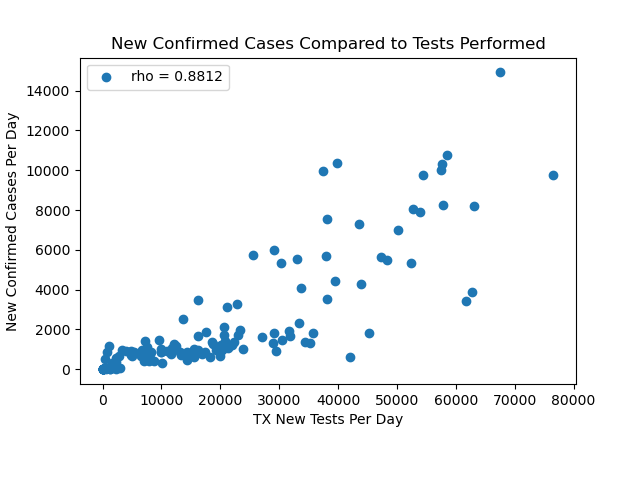 New Confirmed Cases Compared to Tests Performed
rho = 0.8812
New Confirmed Caeses Per Day
14000
12000
10000
8000
6000
4000
2000
0
0 10000 20000 30000 40000 50000 60000 70000 80000
TX New Tests Per Day